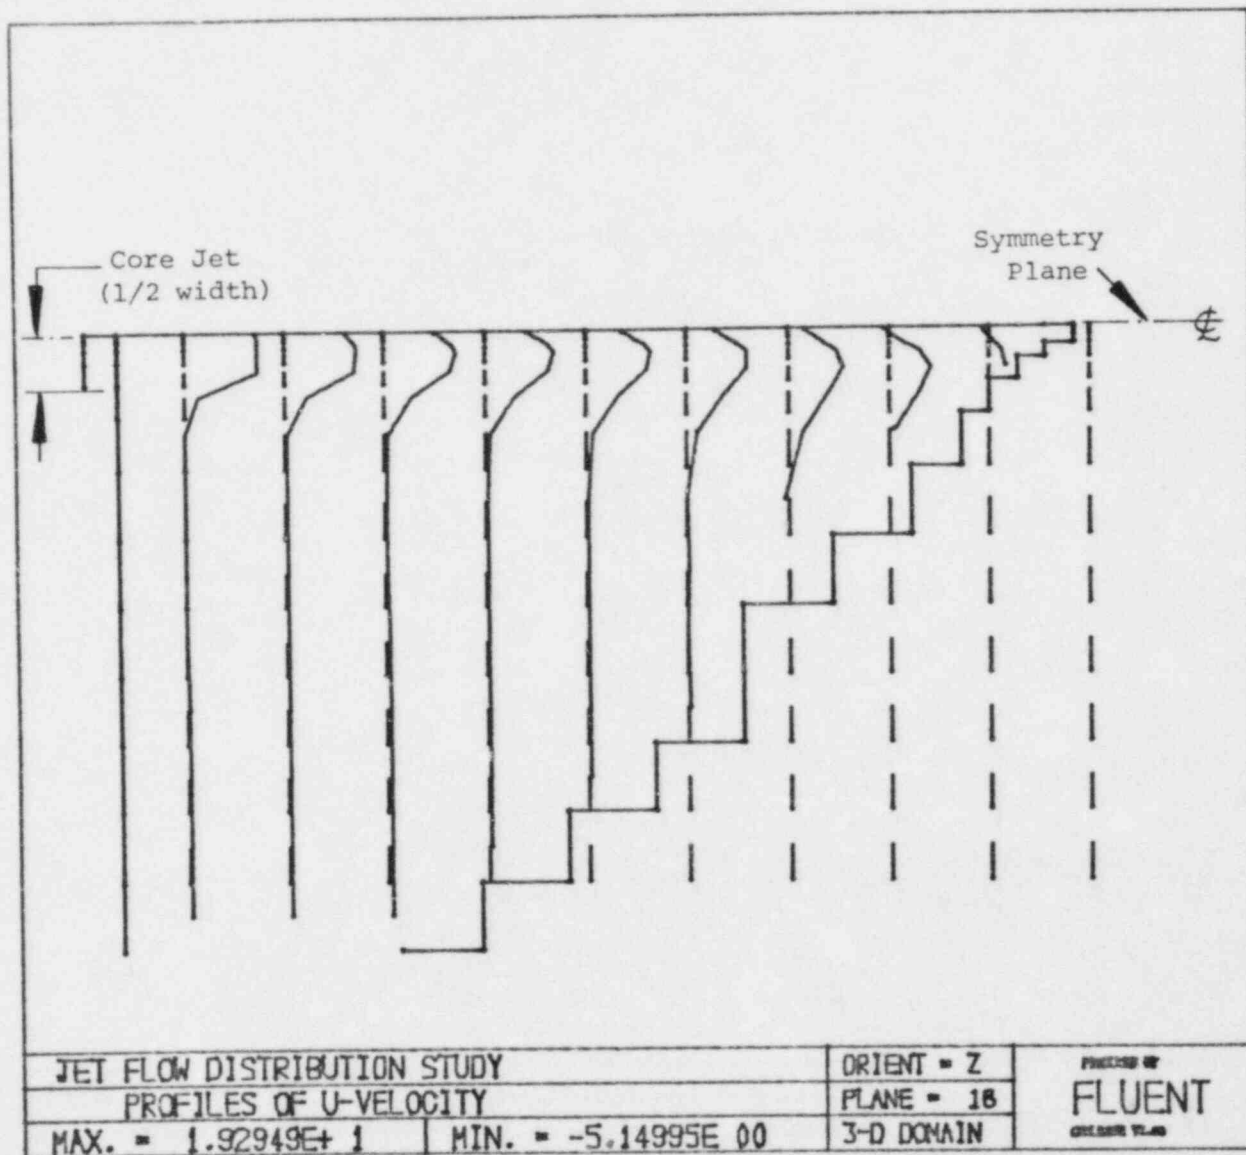 Core Jet
(1/2 width)
Symmetry
Plane
℄
JET FLOW DISTRIBUTION STUDY
PROFILES OF U-VELOCITY
MAX. = 1.92949E+ 1
MIN. = -5.14995E 00
ORIENT = Z
PLANE = 18
3-D DOMAIN
FLUENT